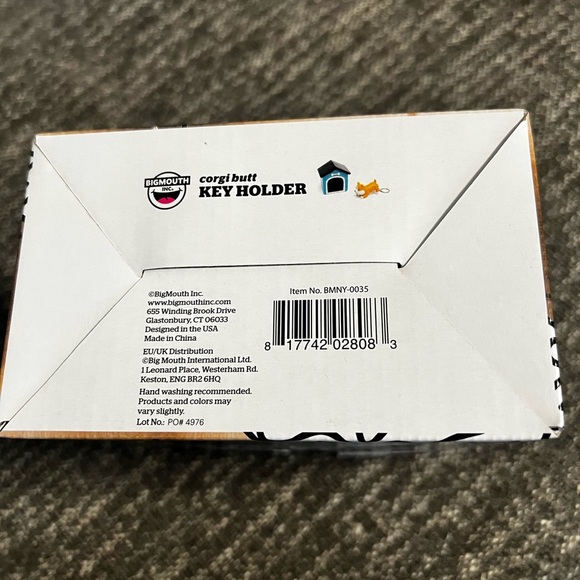 BIGMOUTH
INC.
corgi butt
KEY HOLDER
©BigMouth Inc.
www.bigmouthinc.com
655 Winding Brook Drive
Glastonbury, CT 06033
Designed in the USA
Made in China
EU/UK Distribution
©Big Mouth International Ltd.
1 Leonard Place, Westerham Rd.
Keston, ENG BR2 6HQ
Hand washing recommended.
Products and colors may
vary slightly.
Lot No.: PO# 4976
Item No. BMNY-0035
8 17742 02808 3